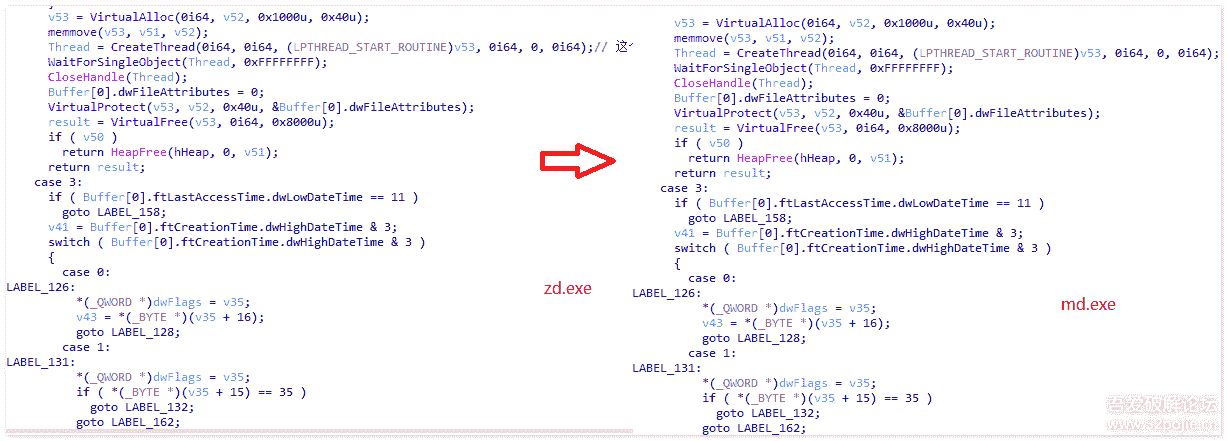 v53 = VirtualAlloc(0i64, v52, 0x1000u, 0x40u);
memmove(v53, v51, v52);
Thread = CreateThread(0i64, 0i64, (LPTHREAD_START_ROUTINE)v53, 0i64, 0, 0i64);// 这
WaitForSingleObject(Thread, 0xFFFFFFFF);
CloseHandle(Thread);
Buffer[0].dwFileAttributes = 0;
VirtualProtect(v53, v52, 0x40u, &Buffer[0].dwFileAttributes);
result = VirtualFree(v53, 0i64, 0x8000u);
if ( v50 )
return HeapFree(hHeap, 0, v51);
return result;
case 3:
if ( Buffer[0].ftLastAccessTime.dwLowDateTime == 11 )
goto LABEL_158;
v41 = Buffer[0].ftCreationTime.dwHighDateTime & 3;
switch ( Buffer[0].ftCreationTime.dwHighDateTime & 3 )
{
case 0:
LABEL_126:
*(_QWORD *)dwFlags = v35;
v43 = *(_BYTE *)(v35 + 16);
goto LABEL_128;
case 1:
LABEL_131:
*(_QWORD *)dwFlags = v35;
if ( *(_BYTE *)(v35 + 15) == 35 )
goto LABEL_132;
goto LABEL_162;
zd.exe
v53 = VirtualAlloc(0i64, v52, 0x1000u, 0x40u);
memmove(v53, v51, v52);
Thread = CreateThread(0i64, 0i64, (LPTHREAD_START_ROUTINE)v53, 0i64, 0, 0i64);
WaitForSingleObject(Thread, 0xFFFFFFFF);
CloseHandle(Thread);
Buffer[0].dwFileAttributes = 0;
VirtualProtect(v53, v52, 0x40u, &Buffer[0].dwFileAttributes);
result = VirtualFree(v53, 0i64, 0x8000u);
if ( v50 )
return HeapFree(hHeap, 0, v51);
return result;
case 3:
if ( Buffer[0].ftLastAccessTime.dwLowDateTime == 11 )
goto LABEL_158;
v41 = Buffer[0].ftCreationTime.dwHighDateTime & 3;
switch ( Buffer[0].ftCreationTime.dwHighDateTime & 3 )
{
case 0:
LABEL_126:
*(_QWORD *)dwFlags = v35;
v43 = *(_BYTE *)(v35 + 16);
goto LABEL_128;
case 1:
LABEL_131:
*(_QWORD *)dwFlags = v35;
if ( *(_BYTE *)(v35 + 15) == 35 )
goto LABEL_132;
goto LABEL_162;
md.exe
吾爱破解论坛
www.52pojie.cn